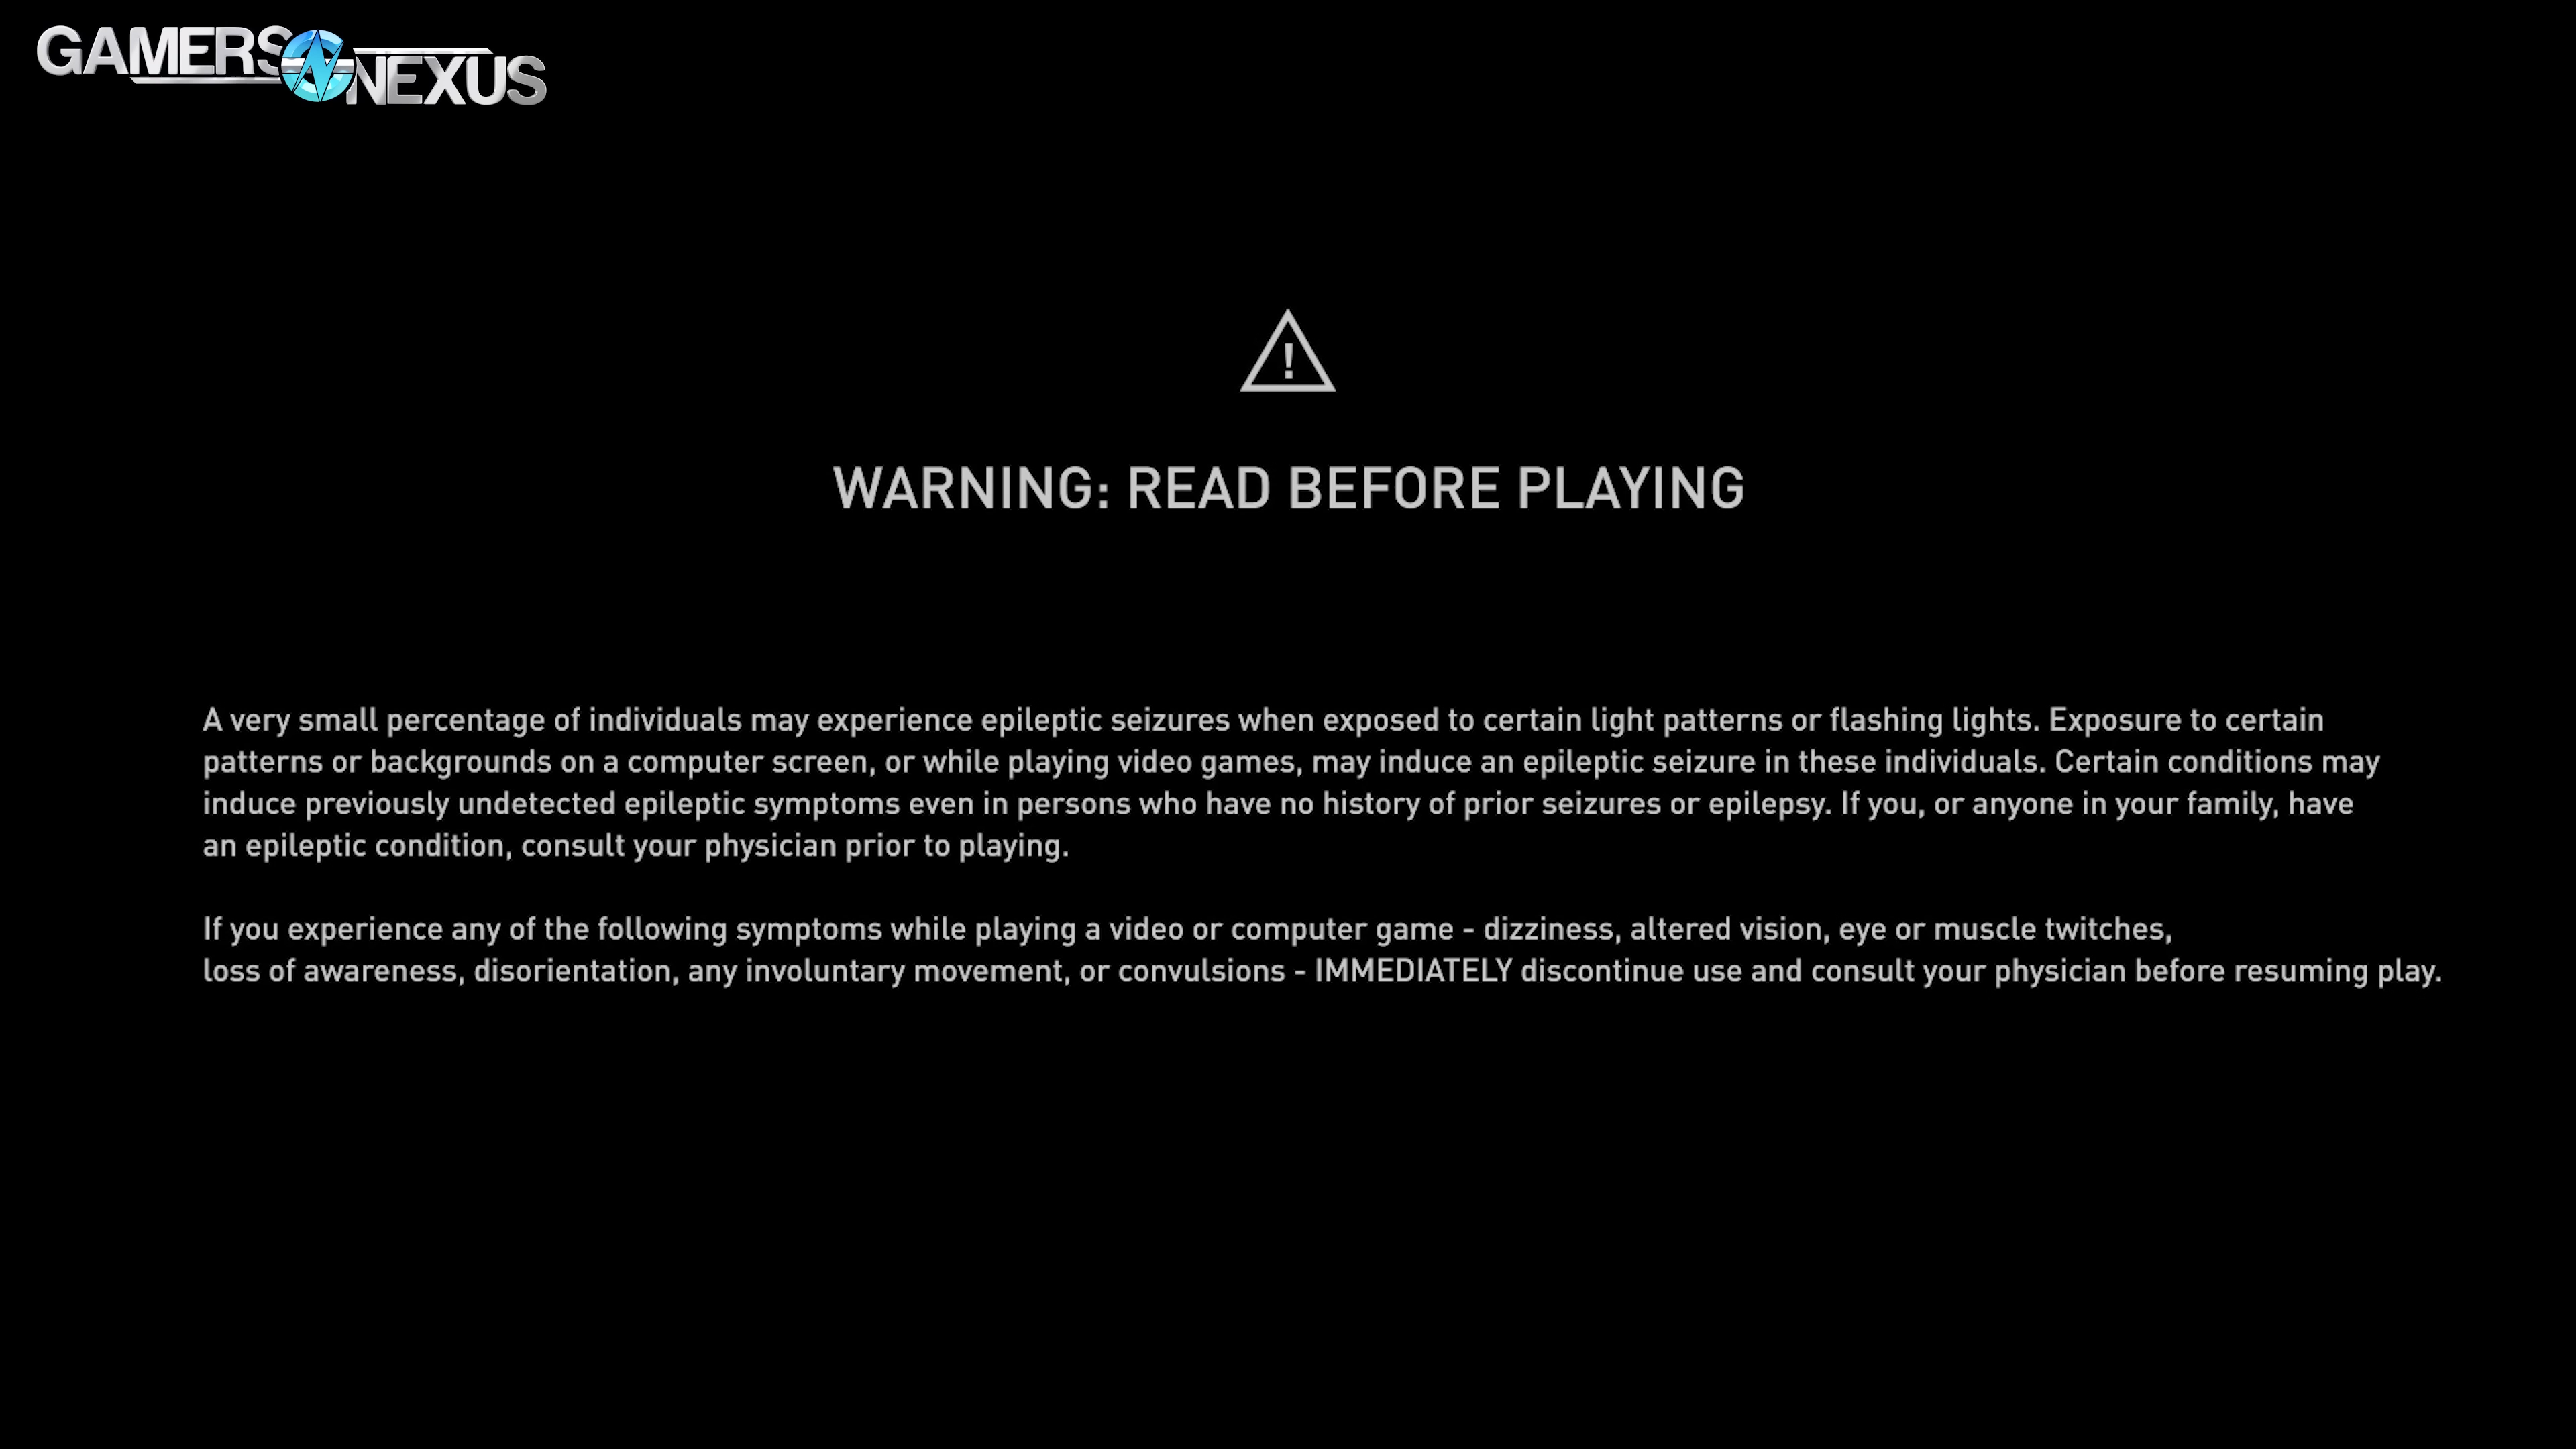 GAMERS NEXUS
!
WARNING: READ BEFORE PLAYING
A very small percentage of individuals may experience epileptic seizures when exposed to certain light patterns or flashing lights. Exposure to certain
patterns or backgrounds on a computer screen, or while playing video games, may induce an epileptic seizure in these individuals. Certain conditions may
induce previously undetected epileptic symptoms even in persons who have no history of prior seizures or epilepsy. If you, or anyone in your family, have
an epileptic condition, consult your physician prior to playing.
If you experience any of the following symptoms while playing a video or computer game - dizziness, altered vision, eye or muscle twitches,
loss of awareness, disorientation, any involuntary movement, or convulsions - IMMEDIATELY discontinue use and consult your physician before resuming play.